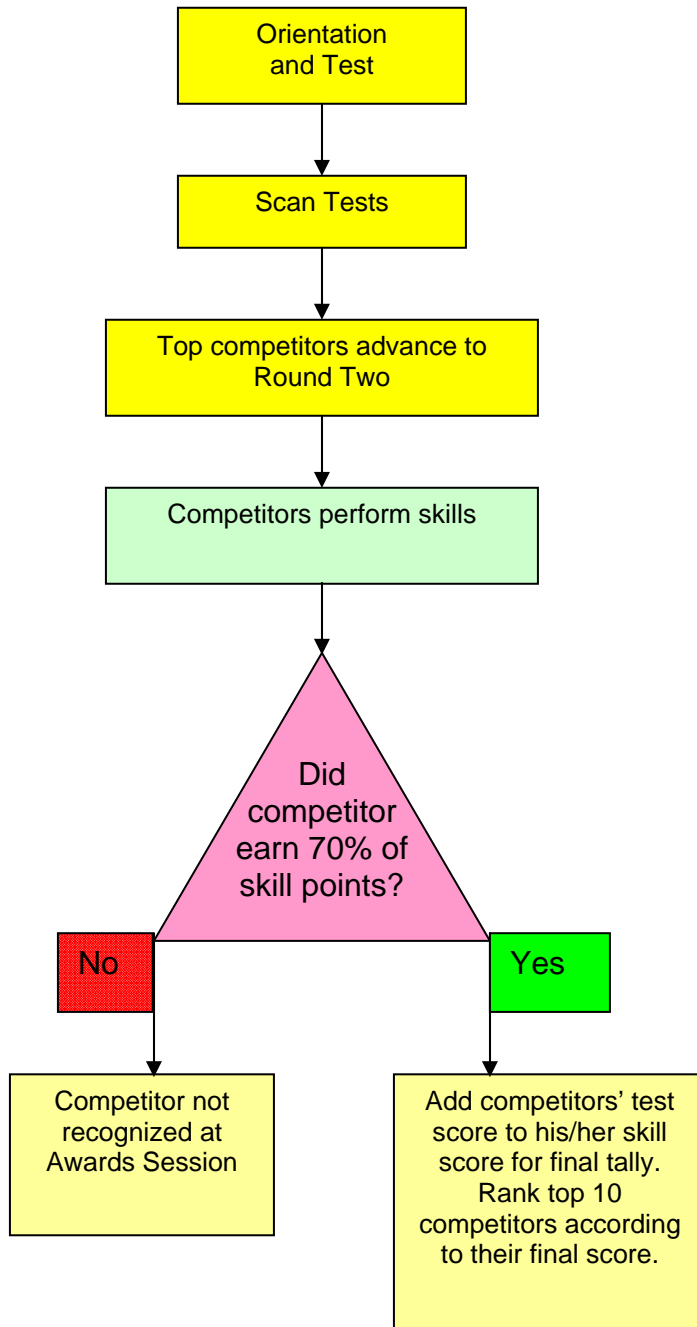 Orientation
and Test
Scan Tests
Top competitors advance to
Round Two
Competitors perform skills
Did
competitor
earn 70% of
skill points?
No
Yes
Competitor not
recognized at
Awards Session
Add competitors’ test
score to his/her skill
score for final tally.
Rank top 10
competitors according
to their final score.